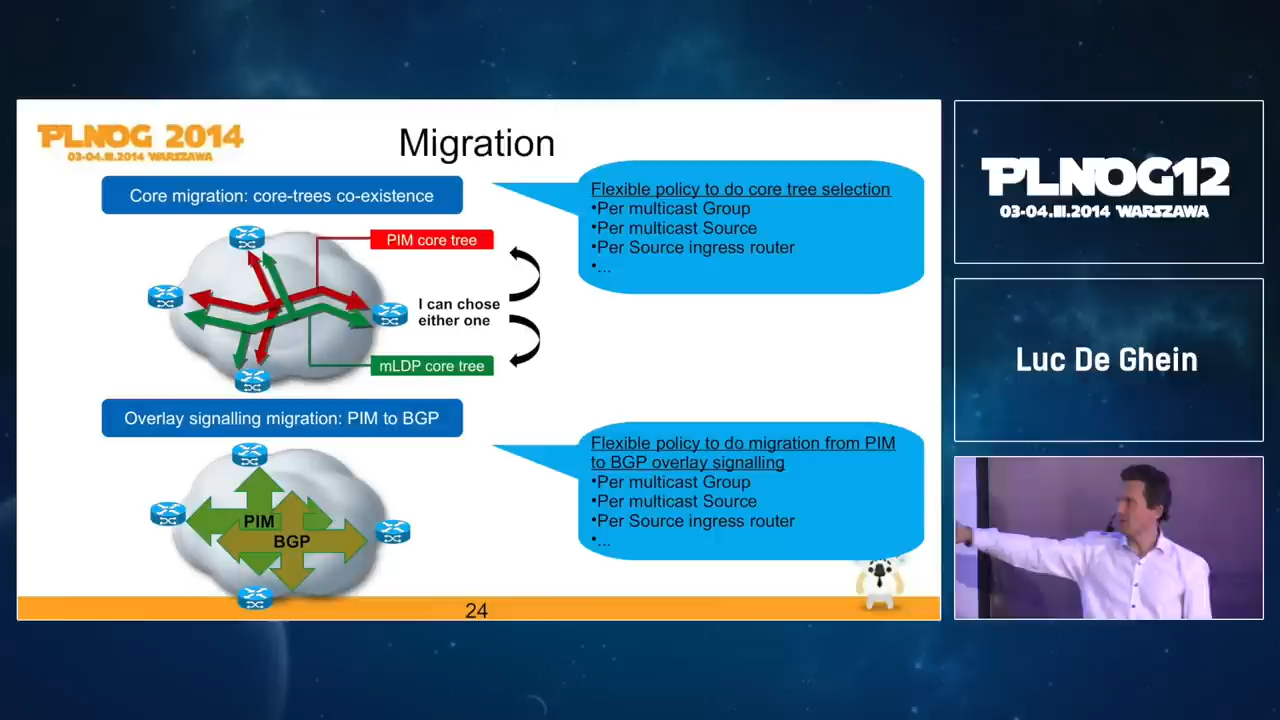 PLNOG 2014
03-04.III.2014 WARSZAWA
Migration
Core migration: core-trees co-existence
PIM core tree
I can chose
either one
mLDP core tree
Flexible policy to do core tree selection
•Per multicast Group
•Per multicast Source
•Per Source ingress router
•...
Overlay signalling migration: PIM to BGP
PIM
BGP
Flexible policy to do migration from PIM
to BGP overlay signalling
•Per multicast Group
•Per multicast Source
•Per Source ingress router
•...
24
PLNOG12
03-04.III.2014 WARSZAWA
Luc De Ghein